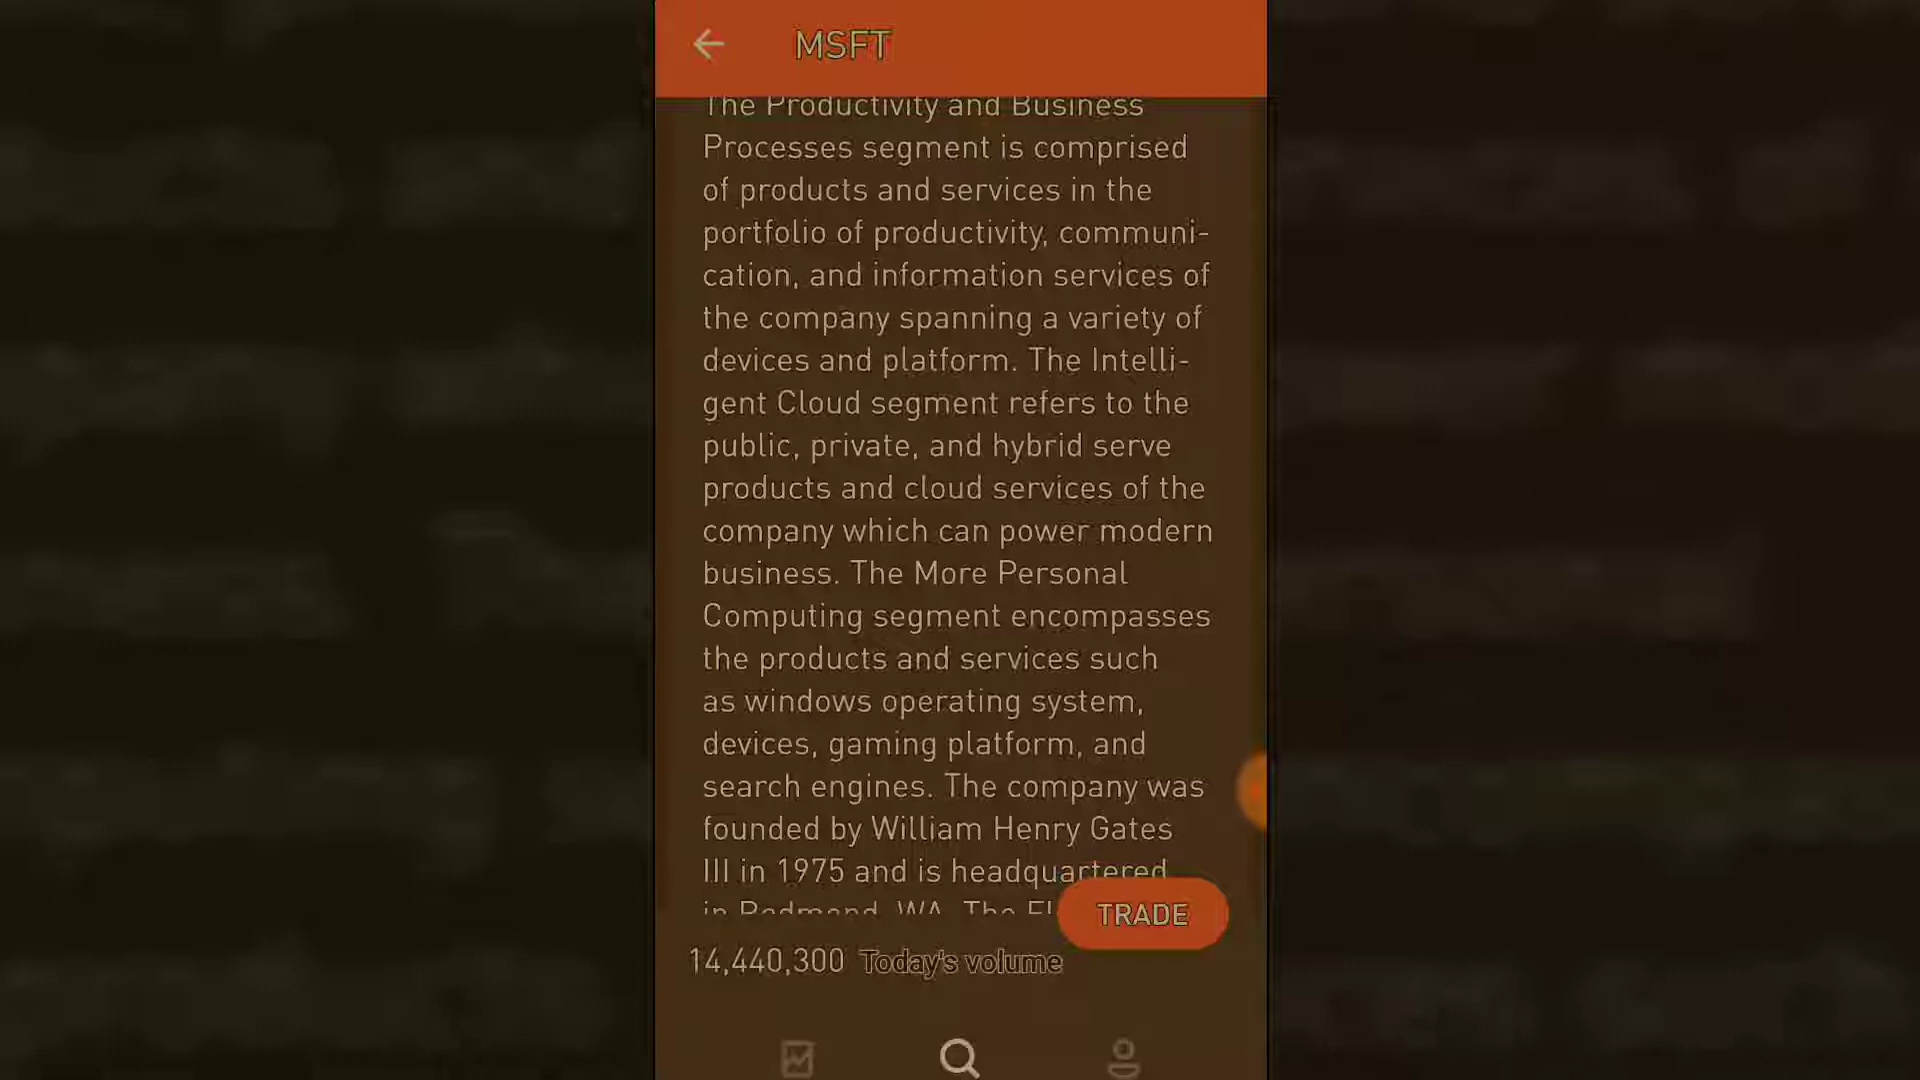 MSFT
The Productivity and Business
Processes segment is comprised
of products and services in the
portfolio of productivity, communi-
cation, and information services of
the company spanning a variety of
devices and platform. The Intelli-
gent Cloud segment refers to the
public, private, and hybrid serve
products and cloud services of the
company which can power modern
business. The More Personal
Computing segment encompasses
the products and services such
as windows operating system,
devices, gaming platform, and
search engines. The company was
founded by William Henry Gates
III in 1975 and is headquartered
in Redmond, WA. The
TRADE
14,440,300 Today's volume